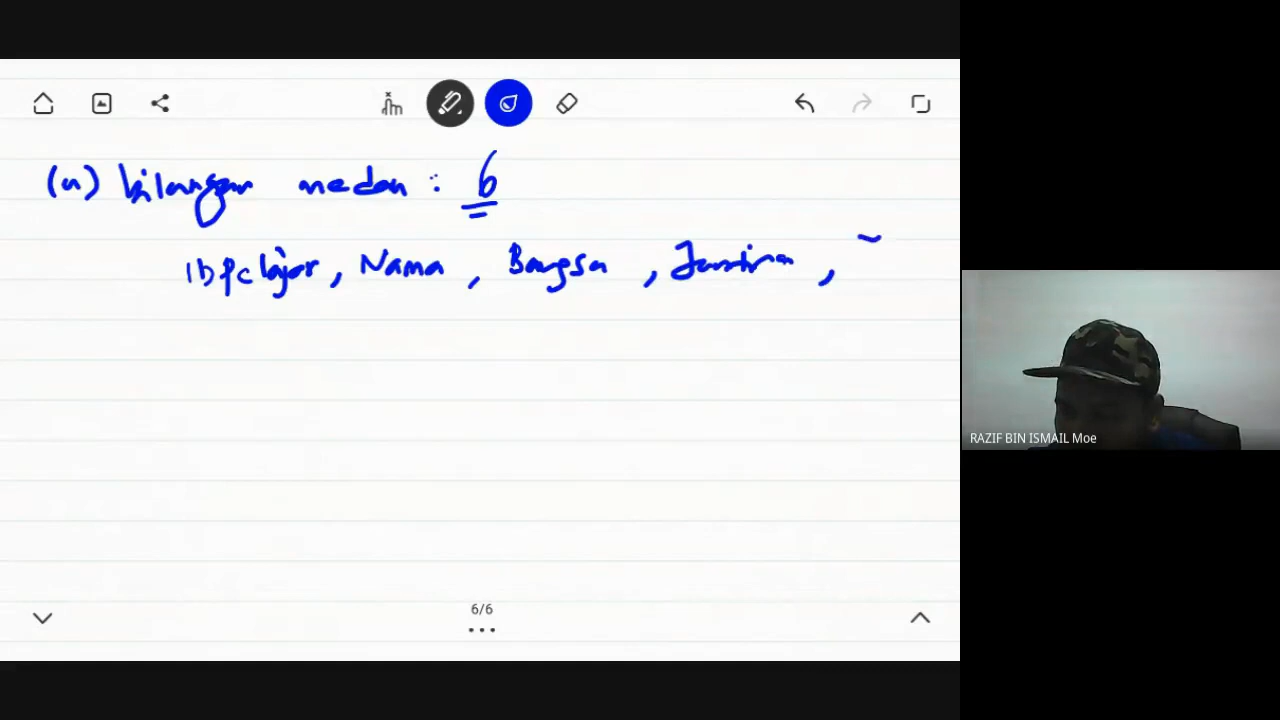 (a) bilangan medan : 6
ID Pelajar, Nama, Bangsa, Jantina,
6/6
RAZIF BIN ISMAIL Moe